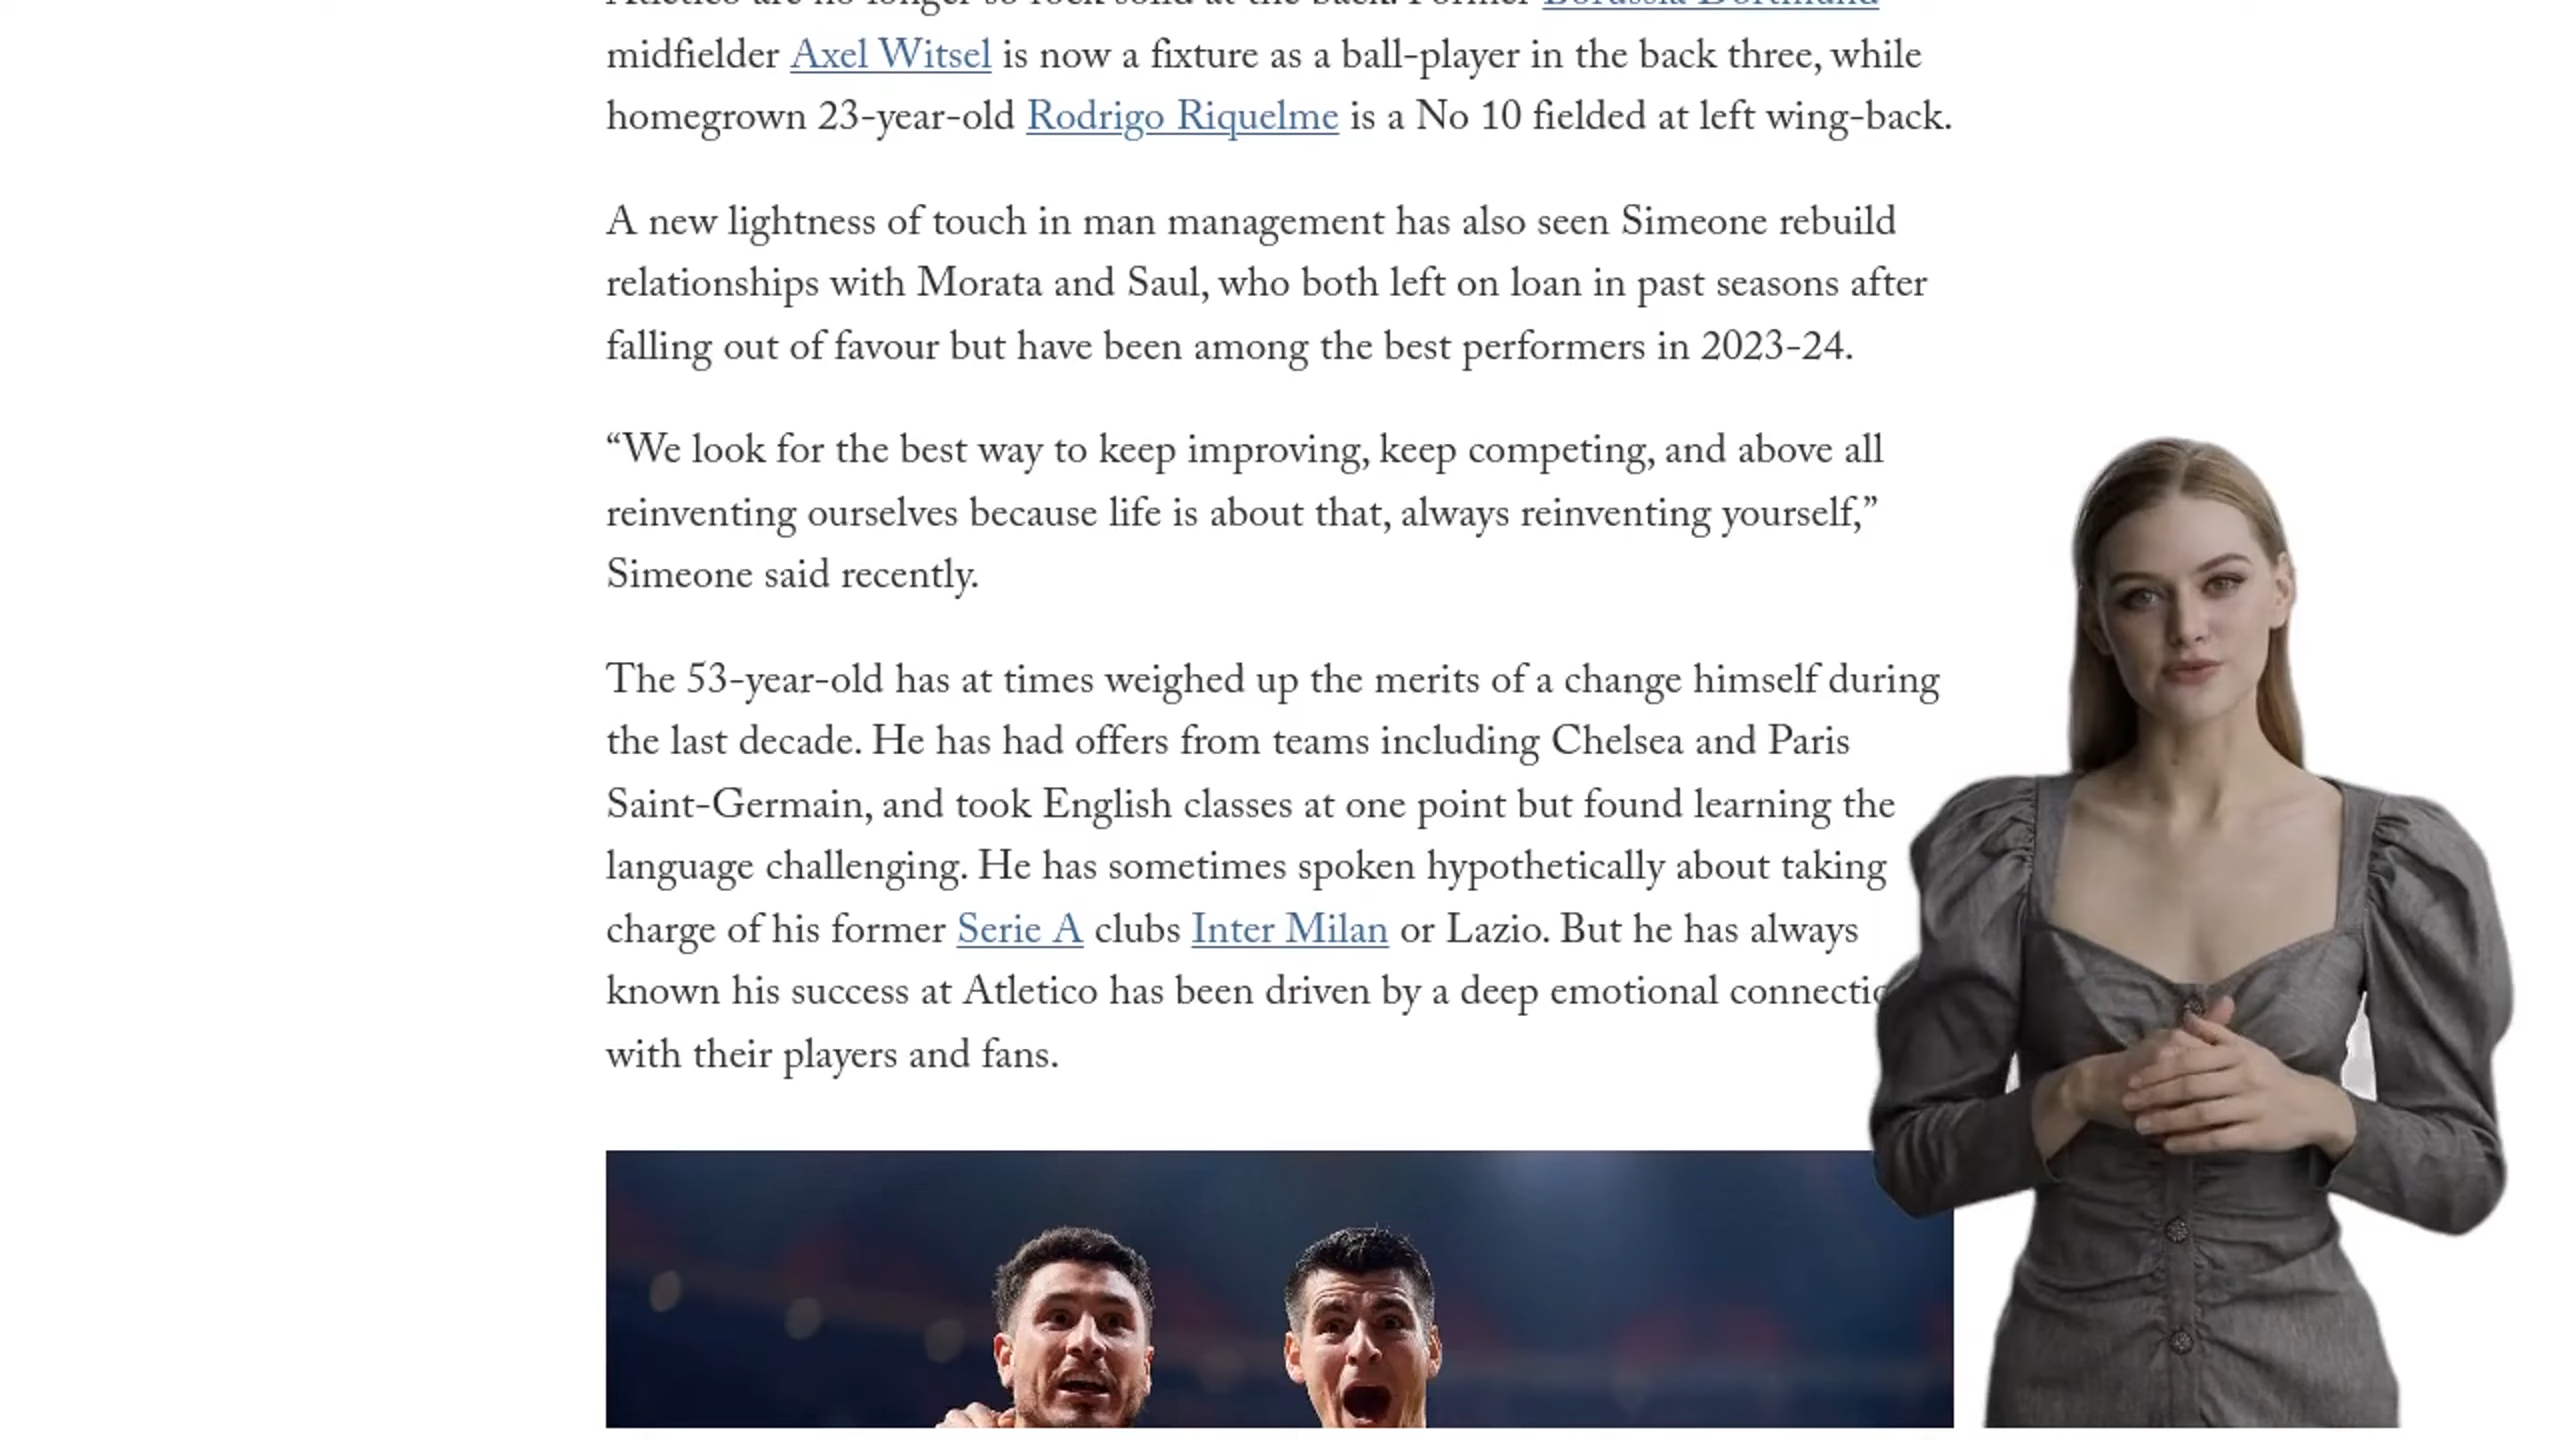 midfielder Axel Witsel is now a fixture as a ball-player in the back three, while
homegrown 23-year-old Rodrigo Riquelme is a No 10 fielded at left wing-back.
A new lightness of touch in man management has also seen Simeone rebuild
relationships with Morata and Saul, who both left on loan in past seasons after
falling out of favour but have been among the best performers in 2023-24.
“We look for the best way to keep improving, keep competing, and above all
reinventing ourselves because life is about that, always reinventing yourself,”
Simeone said recently.
The 53-year-old has at times weighed up the merits of a change himself during
the last decade. He has had offers from teams including Chelsea and Paris
Saint-Germain, and took English classes at one point but found learning the
language challenging. He has sometimes spoken hypothetically about taking
charge of his former Serie A clubs Inter Milan or Lazio. But he has always
known his success at Atletico has been driven by a deep emotional
with their players and fans.